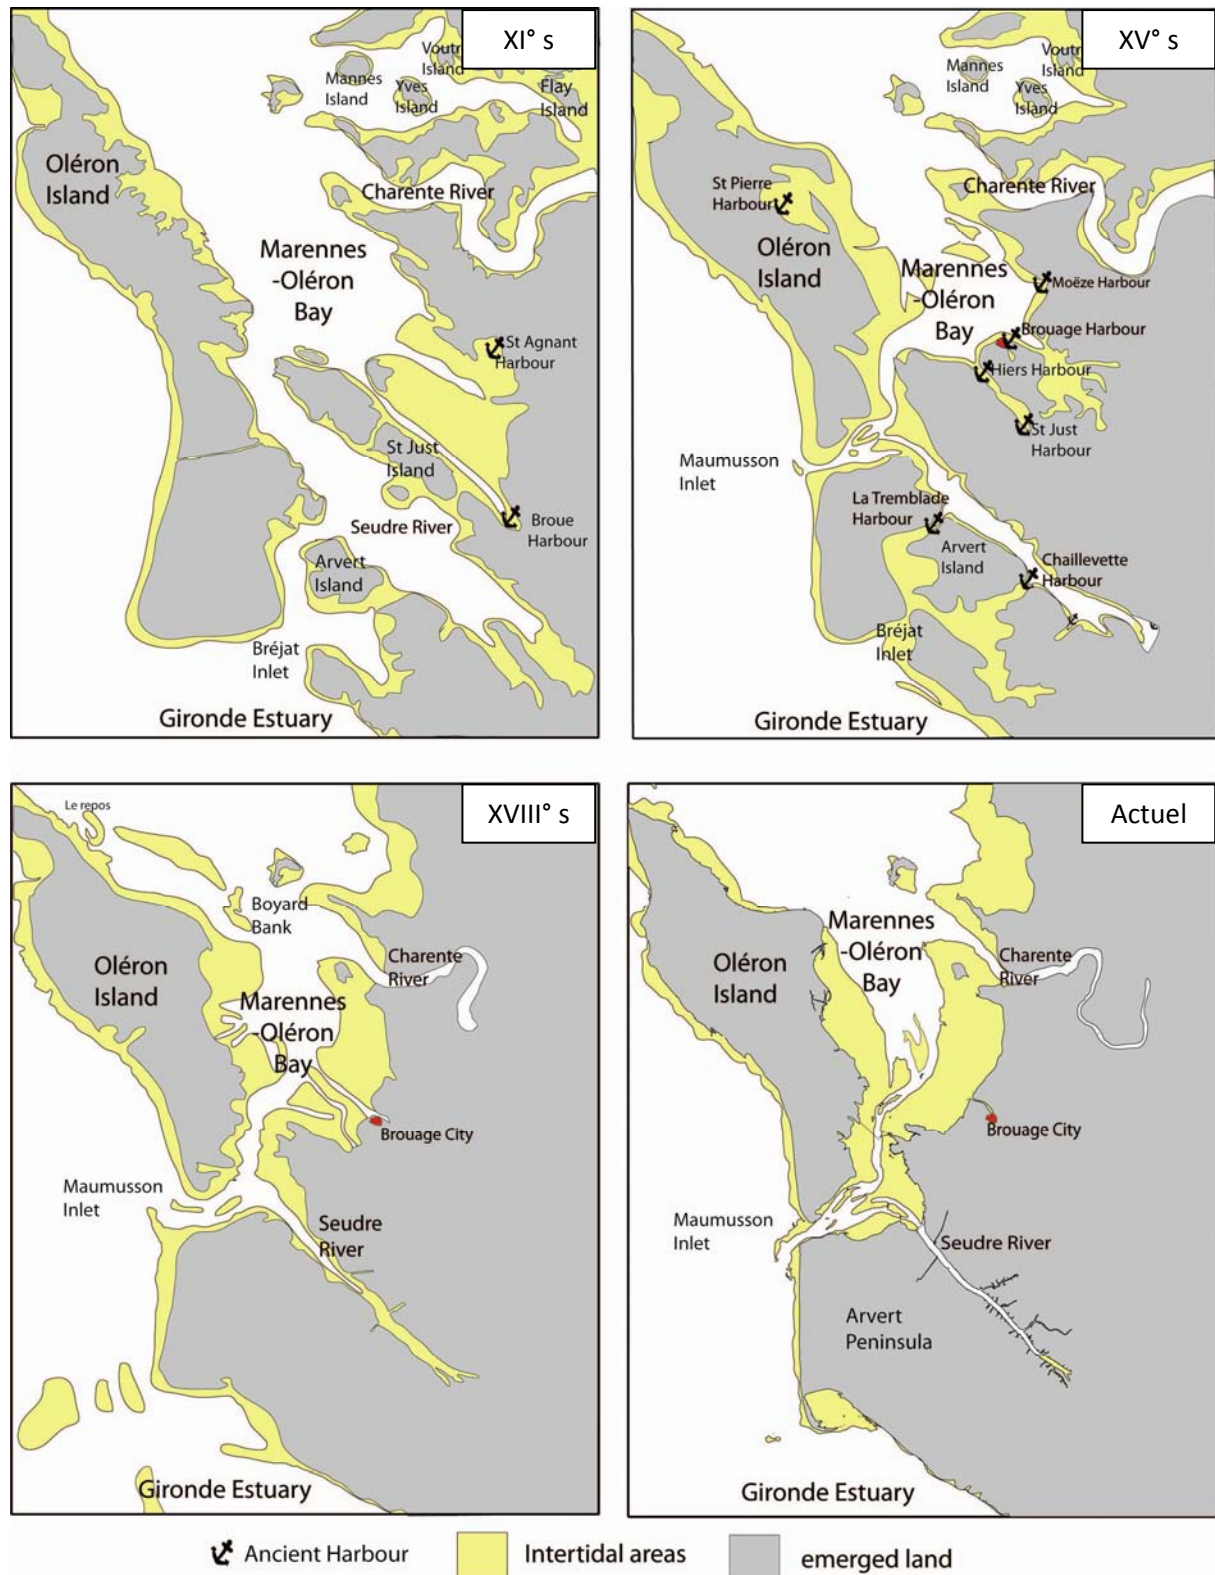 XI° s
Voutr
Island
Mannes
Island
Yves
Island
Flay
Island
Oléron
Island
Charente River
Marennes
-Oléron
Bay
St Agnant
Harbour
St Just
Island
Broue
Harbour
Seudre River
Arvert
Island
Bréjat
Inlet
Gironde Estuary
XV° s
Voutr
Island
Mannes
Island
Yves
Island
St Pierre
Harbour
Charente River
Oléron
Island
Marennes
-Oléron
Bay
Moëze Harbour
Brouage Harbour
Hiers Harbour
St Just
Harbour
Maumusson
Inlet
La Tremblade
Harbour
Arvert
Island
Chaillevette
Harbour
Bréjat
Inlet
Gironde Estuary
XVIII° s
Le repos
Boyard
Bank
Charente
River
Oléron
Island
Marennes
-Oléron
Bay
Brouage City
Maumusson
Inlet
Seudre
River
Gironde Estuary
Actuel
Marennes
-Oléron
Bay
Charente
River
Oléron
Island
Brouage City
Maumusson
Inlet
Seudre River
Arvert
Peninsula
Gironde Estuary
Ancient Harbour
Intertidal areas
emerged land